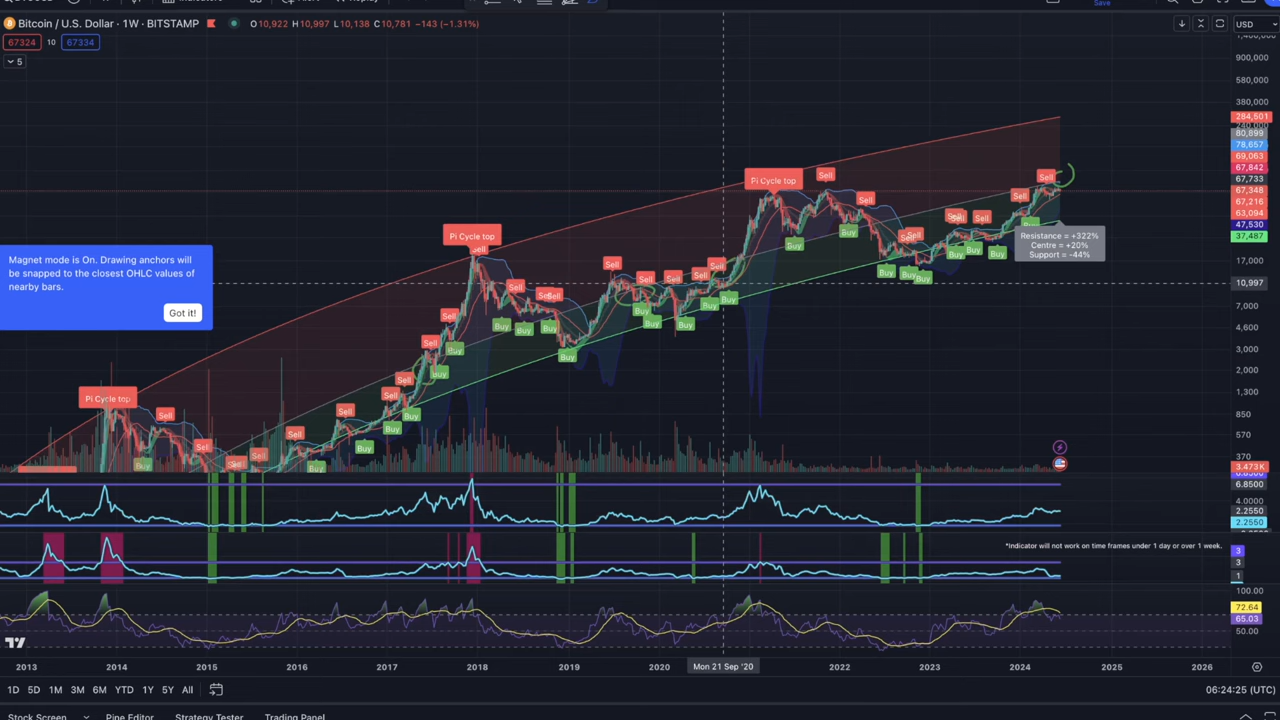 Bitcoin / U.S. Dollar · 1W · BITSTAMP
O10,922 H10,997 L10,138 C10,781 −143 (−1.31%)
Save
USD
67324 10 67334
5
900,000
580,000
380,000
284,501
80,899
78,657
69,063
67,842
67,733
67,348
67,216
63,094
47,530
37,487
17,000
10,997
7,000
4,600
3,000
2,000
1,300
850
570
370
3.473K
Magnet mode is On. Drawing anchors will
be snapped to the closest OHLC values of
nearby bars.
Got it!
Pi Cycle top
Pi Cycle top
Pi Cycle top
Sell
Buy
Resistance = +322%
Centre = +20%
Support = -44%
6.8500
4.0000
2.2550
2.2550
*Indicator will not work on time frames under 1 day or over 1 week.
3
3
1
100.00
72.64
65.03
50.00
2013 2014 2015 2016 2017 2018 2019 2020 Mon 21 Sep '20 2022 2023 2024 2025 2026
1D 5D 1M 3M 6M YTD 1Y 5Y All
06:24:25 (UTC)
Stock Screen Pine Editor Strategy Tester Trading Panel